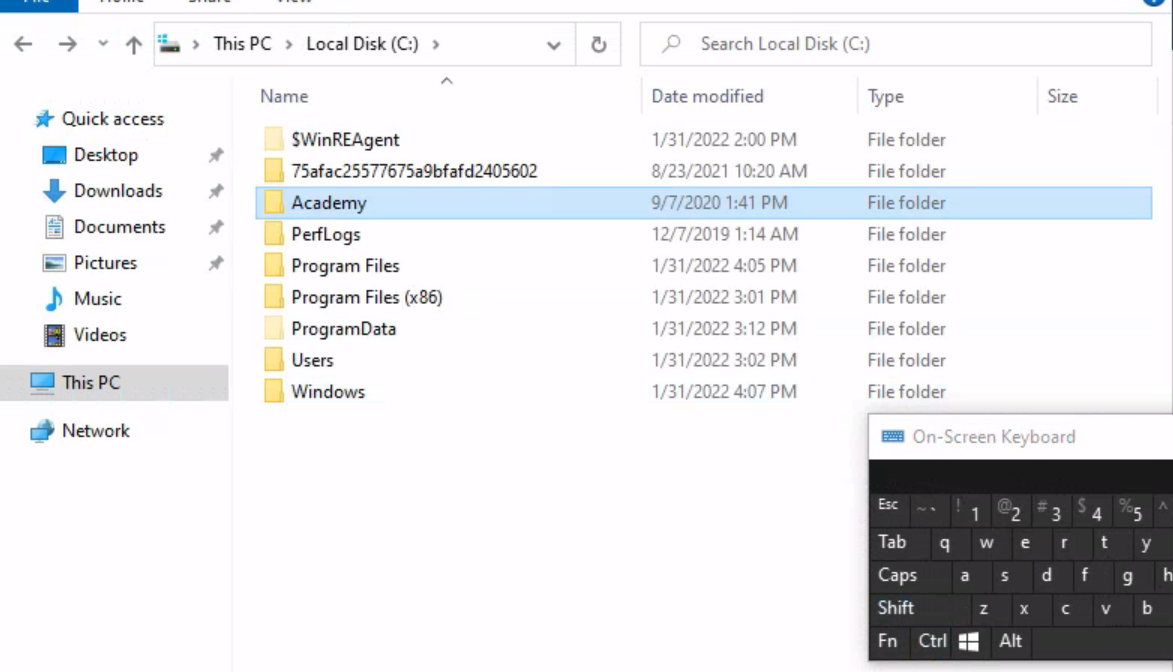 File Home Share View
This PC Local Disk (C:) Search Local Disk (C:)
Name Date modified Type Size
Quick access
Desktop
Downloads
Documents
Pictures
Music
Videos
This PC
Network
$WinREAgent 1/31/2022 2:00 PM File folder
75afac25577675a9bfafd2405602 8/23/2021 10:20 AM File folder
Academy 9/7/2020 1:41 PM File folder
PerfLogs 12/7/2019 1:14 AM File folder
Program Files 1/31/2022 4:05 PM File folder
Program Files (x86) 1/31/2022 3:01 PM File folder
ProgramData 1/31/2022 3:12 PM File folder
Users 1/31/2022 3:02 PM File folder
Windows 1/31/2022 4:07 PM File folder
On-Screen Keyboard
Esc ~ ` ! 1 @ 2 # 3 $ 4 % 5 ^
Tab q w e r t y
Caps a s d f g h
Shift z x c v b
Fn Ctrl Alt